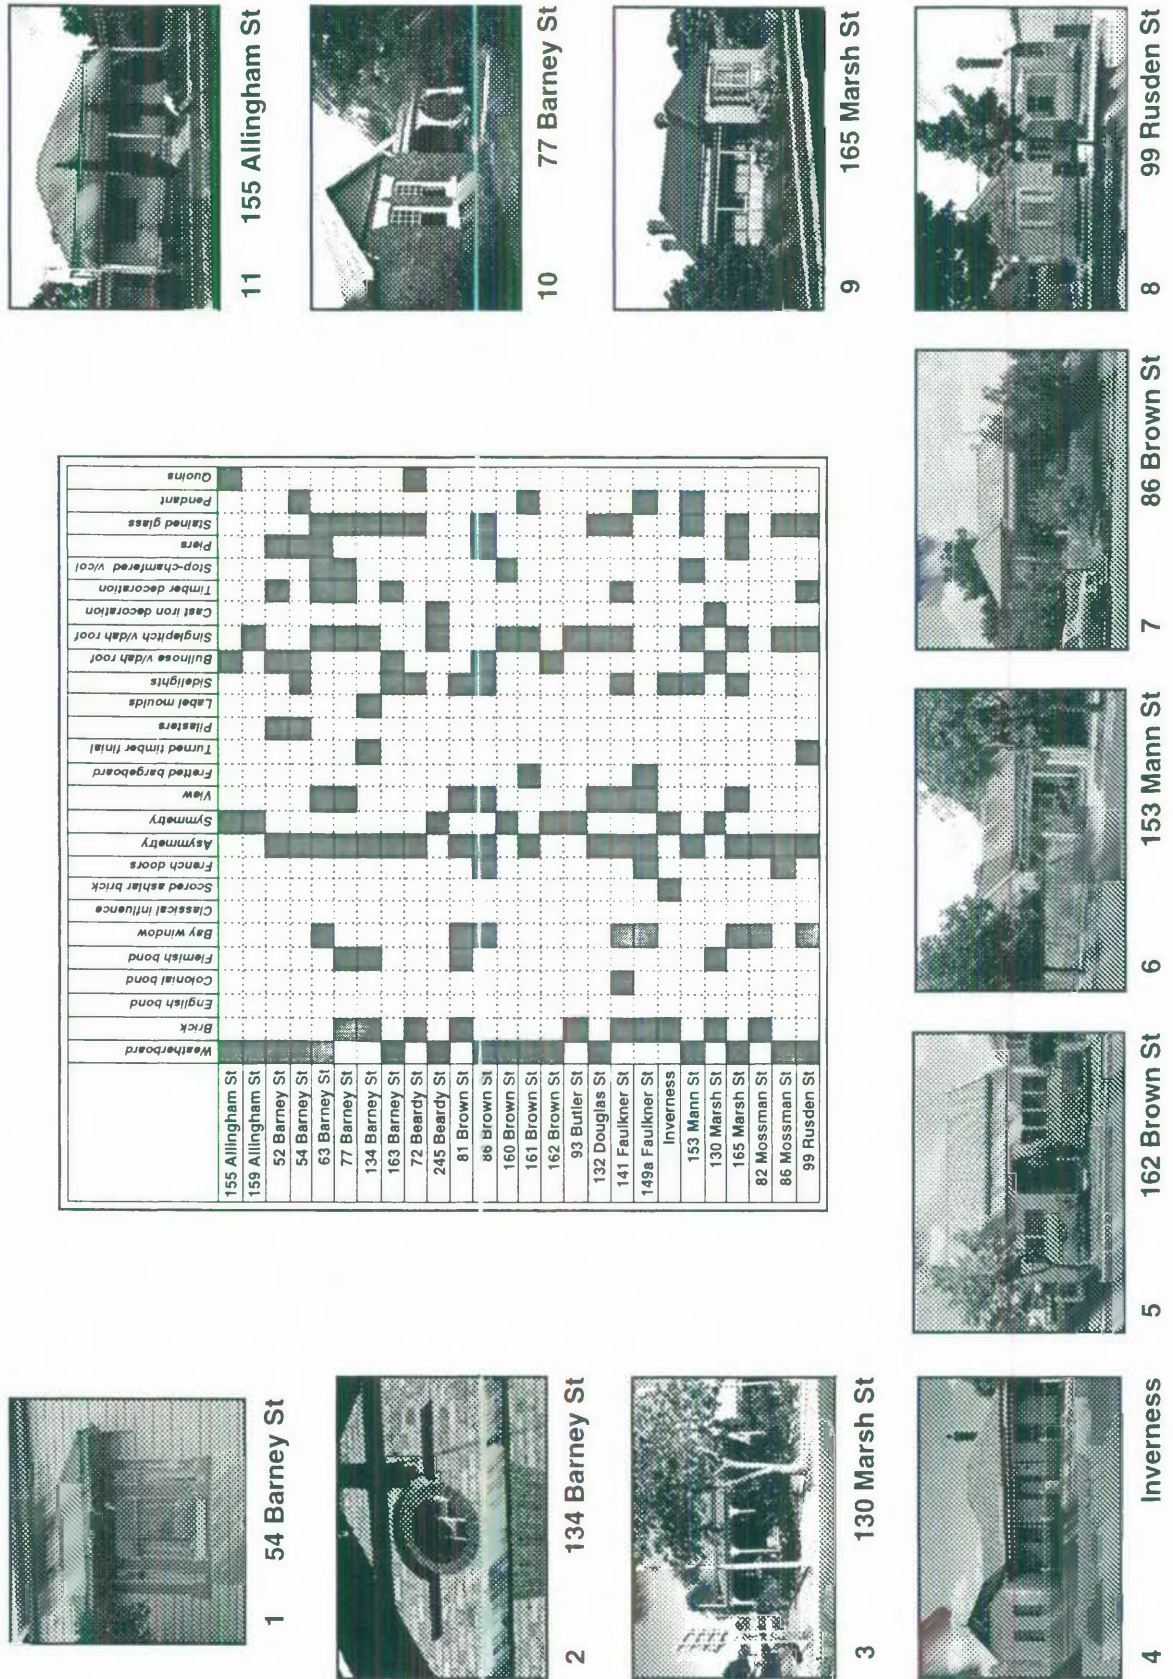 1 54 Barney St
2 134 Barney St
3 130 Marsh St
4 Inverness
5 162 Brown St
6 153 Mann St
7 86 Brown St
8 99 Rusden St
9 165 Marsh St
10 77 Barney St
11 155 Allingham St
Weatherboard
Brick
English bond
Colonial bond
Flemish bond
Bay window
Classical influence
Scored ashlar brick
French doors
Asymmetry
Symmetry
View
Fretted bargeboard
Turned timber finial
Pilasters
Label moulds
Sidelights
Bullnose v/dah roof
Singlepitch v/dah roof
Cast iron decoration
Timber decoration
Stop-chamfered v/col
Piers
Stained glass
Pendant
Quoins
155 Allingham St
159 Allingham St
52 Barney St
54 Barney St
63 Barney St
77 Barney St
134 Barney St
163 Barney St
72 Beardy St
245 Beardy St
81 Brown St
86 Brown St
160 Brown St
161 Brown St
162 Brown St
93 Butler St
132 Douglas St
141 Faulkner St
149a Faulkner St
Inverness
153 Mann St
130 Marsh St
165 Marsh St
82 Mossman St
86 Mossman St
99 Rusden St